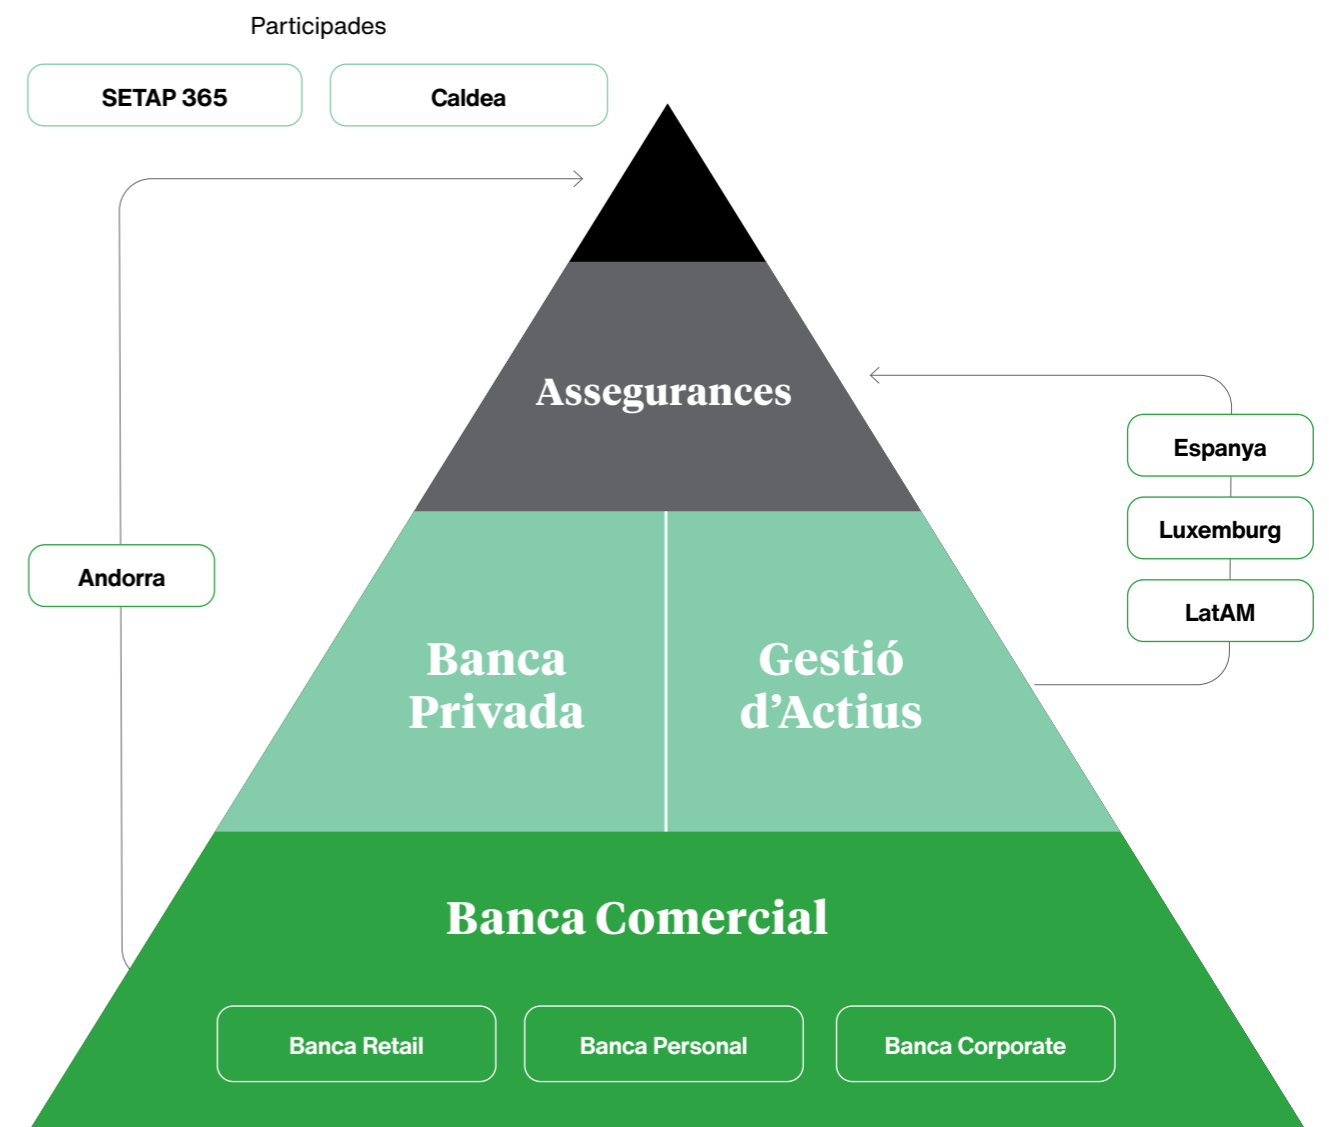 Participades
SETAP 365
Caldea
Assegurances
Espanya
Luxemburg
LatAM
Andorra
Banca
Privada
Gestió
d’Actius
Banca Comercial
Banca Retail
Banca Personal
Banca Corporate